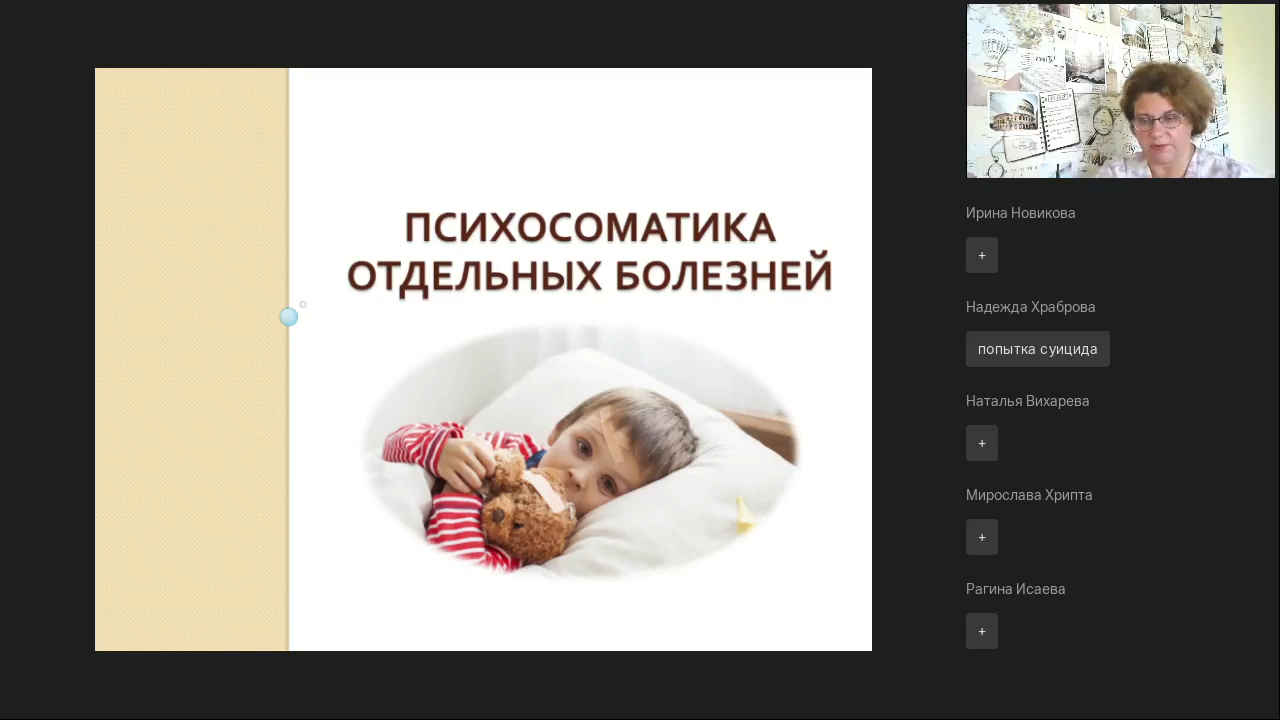 ПСИХОСОМАТИКА
ОТДЕЛЬНЫХ БОЛЕЗНЕЙ
Ирина Новикова
+
Надежда Храброва
попытка суицида
Наталья Вихарева
+
Мирослава Хрипта
+
Рагина Исаева
+